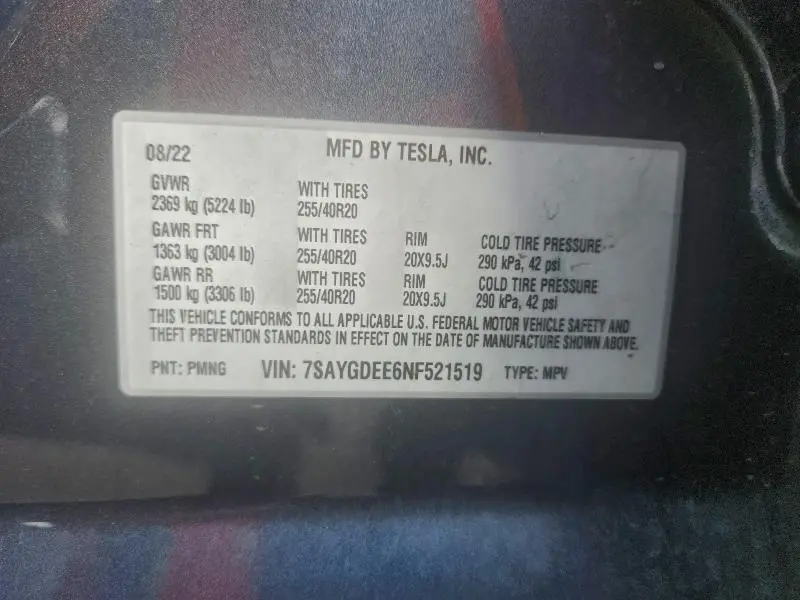 08/22 MFD BY TESLA, INC.
GVWR WITH TIRES
2369 kg (5224 lb) 255/40R20
GAWR FRT WITH TIRES RIM COLD TIRE PRESSURE
1363 kg (3004 lb) 255/40R20 20X9.5J 290 kPa, 42 psi
GAWR RR WITH TIRES RIM COLD TIRE PRESSURE
1500 kg (3306 lb) 255/40R20 20X9.5J 290 kPa, 42 psi
THIS VEHICLE CONFORMS TO ALL APPLICABLE U.S. FEDERAL MOTOR VEHICLE SAFETY AND
THEFT PREVENTION STANDARDS IN EFFECT ON THE DATE OF MANUFACTURE SHOWN ABOVE.
PNT: PMNG VIN: 7SAYGDEE6NF521519 TYPE: MPV